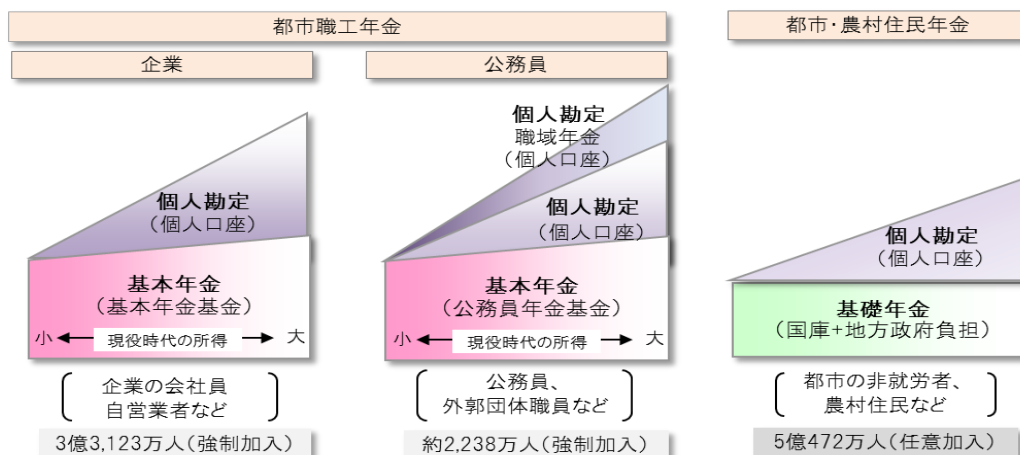 都市職工年金
企業
個人勘定
（個人口座）
基本年金
（基本年金基金）
小
現役時代の所得
大
企業の会社員
自営業者など
3億3,123万人（強制加入）
公務員
個人勘定
職域年金
（個人口座）
個人勘定
（個人口座）
基本年金
（公務員年金基金）
小
現役時代の所得
大
公務員、
外郭団体職員など
約2,238万人（強制加入）
都市・農村住民年金
個人勘定
（個人口座）
基礎年金
（国庫+地方政府負担）
都市の非就労者、
農村住民など
5億472万人（任意加入）